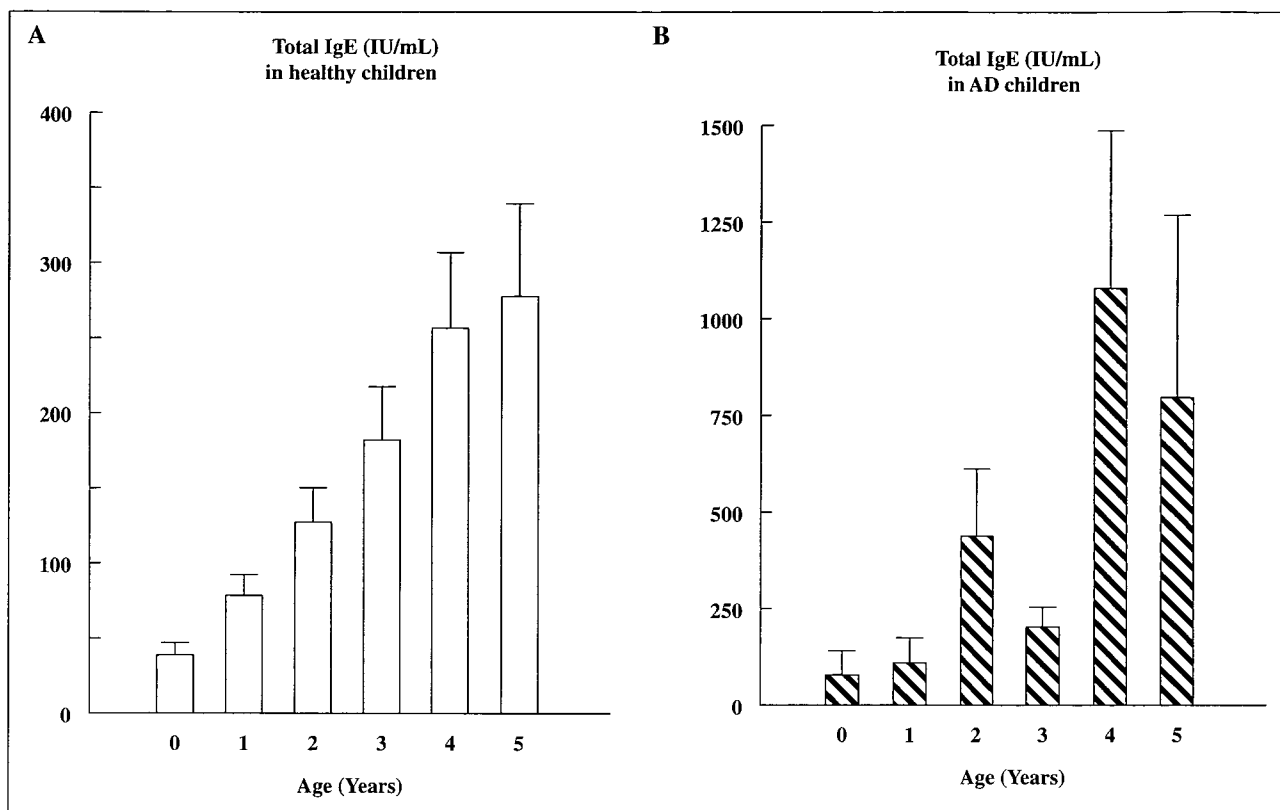 A
Total IgE (IU/mL)
in healthy children
400
300
200
100
0
0 1 2 3 4 5
Age (Years)
B
Total IgE (IU/mL)
in AD children
1500
1250
1000
750
500
250
0
0 1 2 3 4 5
Age (Years)